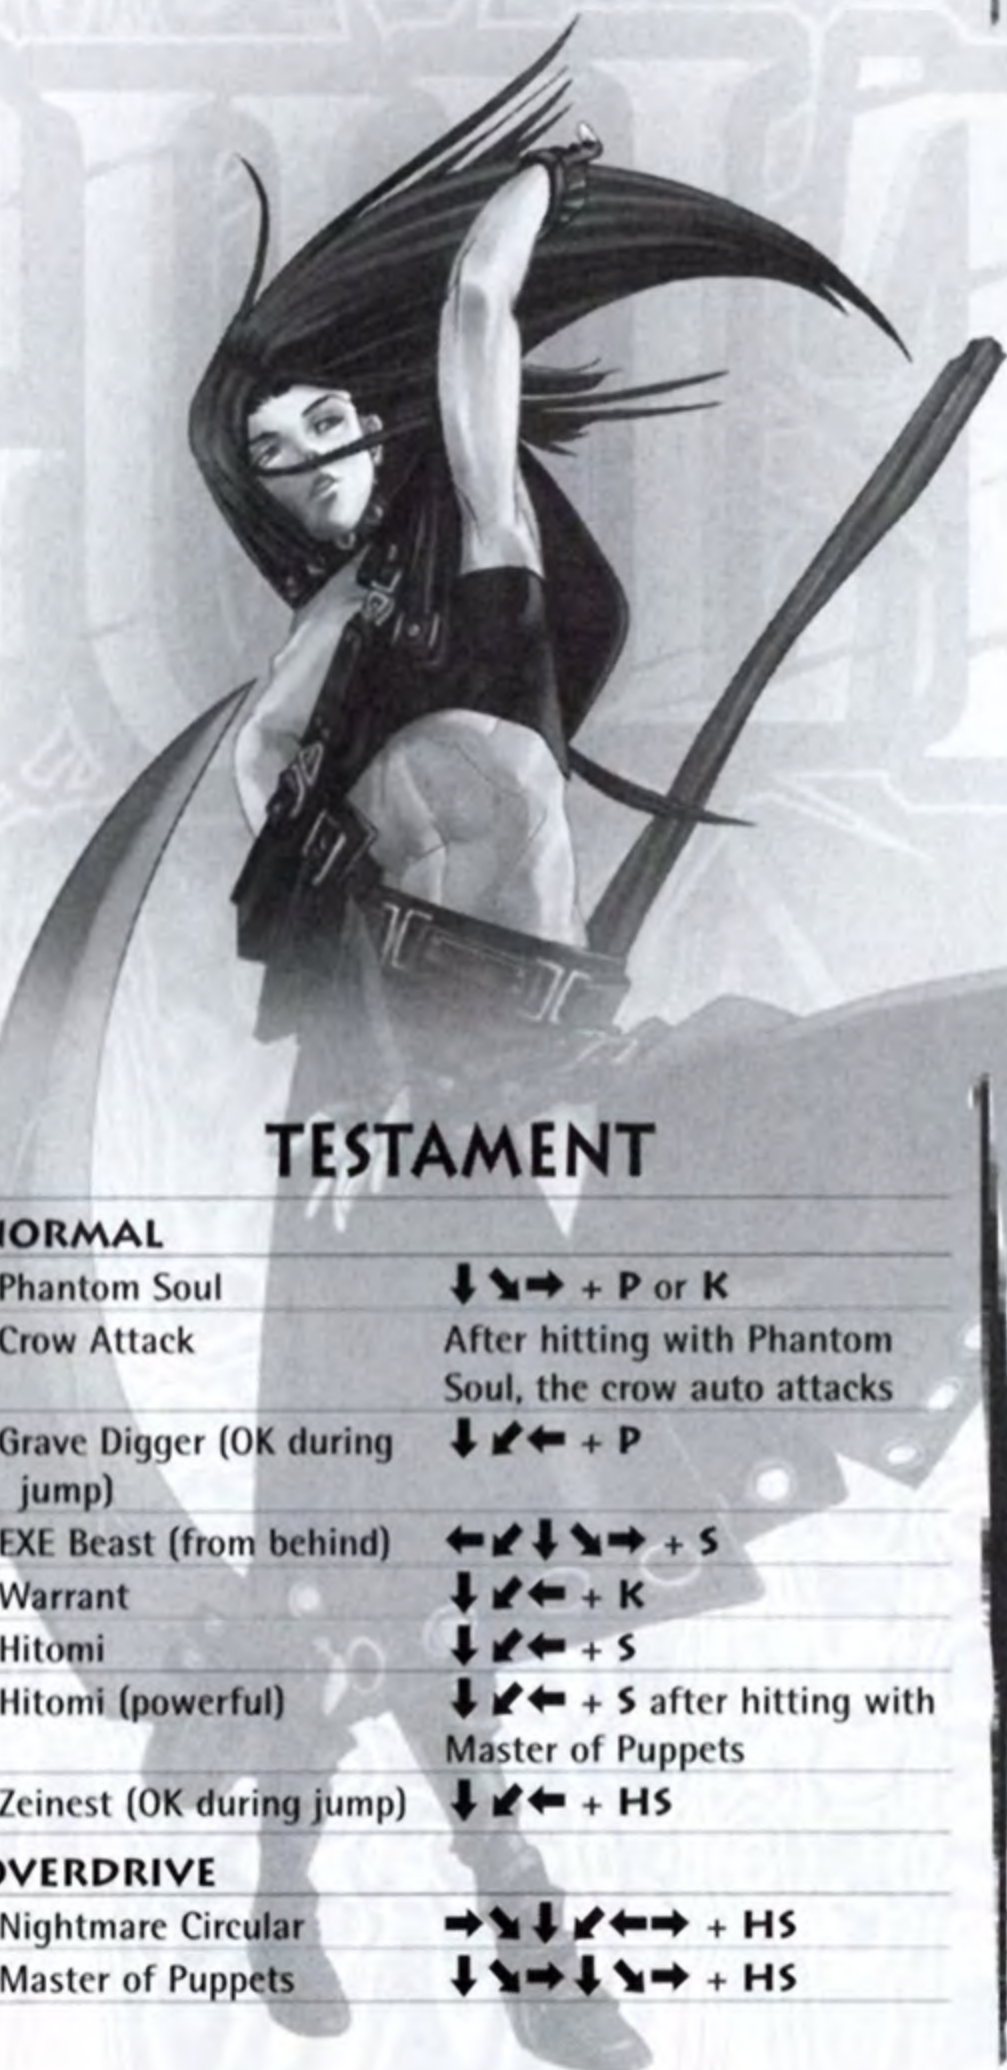 TESTAMENT
NORMAL
Phantom Soul ⬇ ⬊ ➡ + P or K
Crow Attack After hitting with Phantom
Soul, the crow auto attacks
Grave Digger (OK during ⬇ ⬋ ⬅ + P
jump)
EXE Beast (from behind) ⬅ ⬋ ⬇ ⬊ ➡ + S
Warrant ⬇ ⬋ ⬅ + K
Hitomi ⬇ ⬋ ⬅ + S
Hitomi (powerful) ⬇ ⬋ ⬅ + S after hitting with
Master of Puppets
Zeinest (OK during jump) ⬇ ⬋ ⬅ + HS
OVERDRIVE
Nightmare Circular ➡ ⬊ ⬇ ⬋ ⬅ ➡ + HS
Master of Puppets ⬇ ⬊ ➡ ⬇ ⬊ ➡ + HS